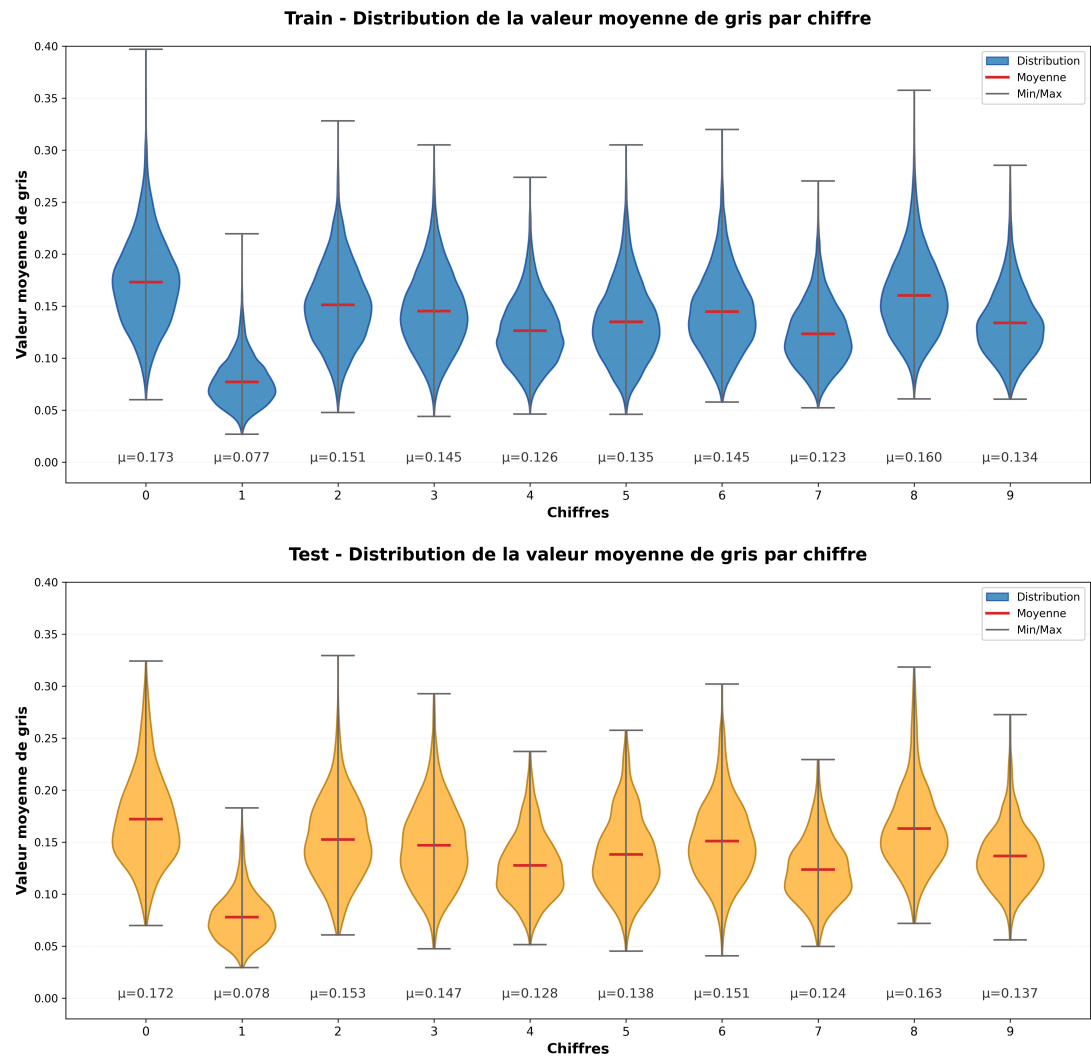 Train - Distribution de la valeur moyenne de gris par chiffre
Valeur moyenne de gris
0.40
0.35
0.30
0.25
0.20
0.15
0.10
0.05
0.00
Distribution
Moyenne
Min/Max
μ=0.173 μ=0.077 μ=0.151 μ=0.145 μ=0.126 μ=0.135 μ=0.145 μ=0.123 μ=0.160 μ=0.134
0 1 2 3 4 5 6 7 8 9
Chiffres
Test - Distribution de la valeur moyenne de gris par chiffre
Valeur moyenne de gris
0.40
0.35
0.30
0.25
0.20
0.15
0.10
0.05
0.00
Distribution
Moyenne
Min/Max
μ=0.172 μ=0.078 μ=0.153 μ=0.147 μ=0.128 μ=0.138 μ=0.151 μ=0.124 μ=0.163 μ=0.137
0 1 2 3 4 5 6 7 8 9
Chiffres